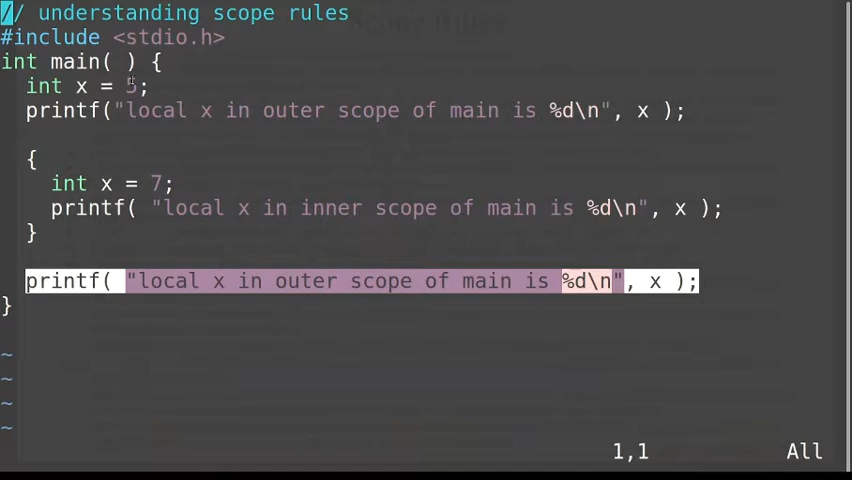 // understanding scope rules
#include <stdio.h>
int main( ) {
  int x = 5;
  printf("local x in outer scope of main is %d\n", x );
  {
    int x = 7;
    printf( "local x in inner scope of main is %d\n", x );
  }
  printf( "local x in outer scope of main is %d\n", x );
}
~
~
~
~
1,1 All